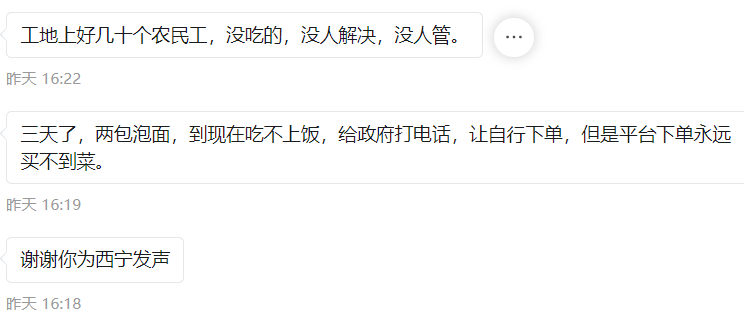 工地上好几十个农民工，没吃的，没人解决，没人管。
昨天 16:22
三天了，两包泡面，到现在吃不上饭，给政府打电话，让自行下单，但是平台下单永远
买不到菜。
昨天 16:19
谢谢你为西宁发声
昨天 16:18